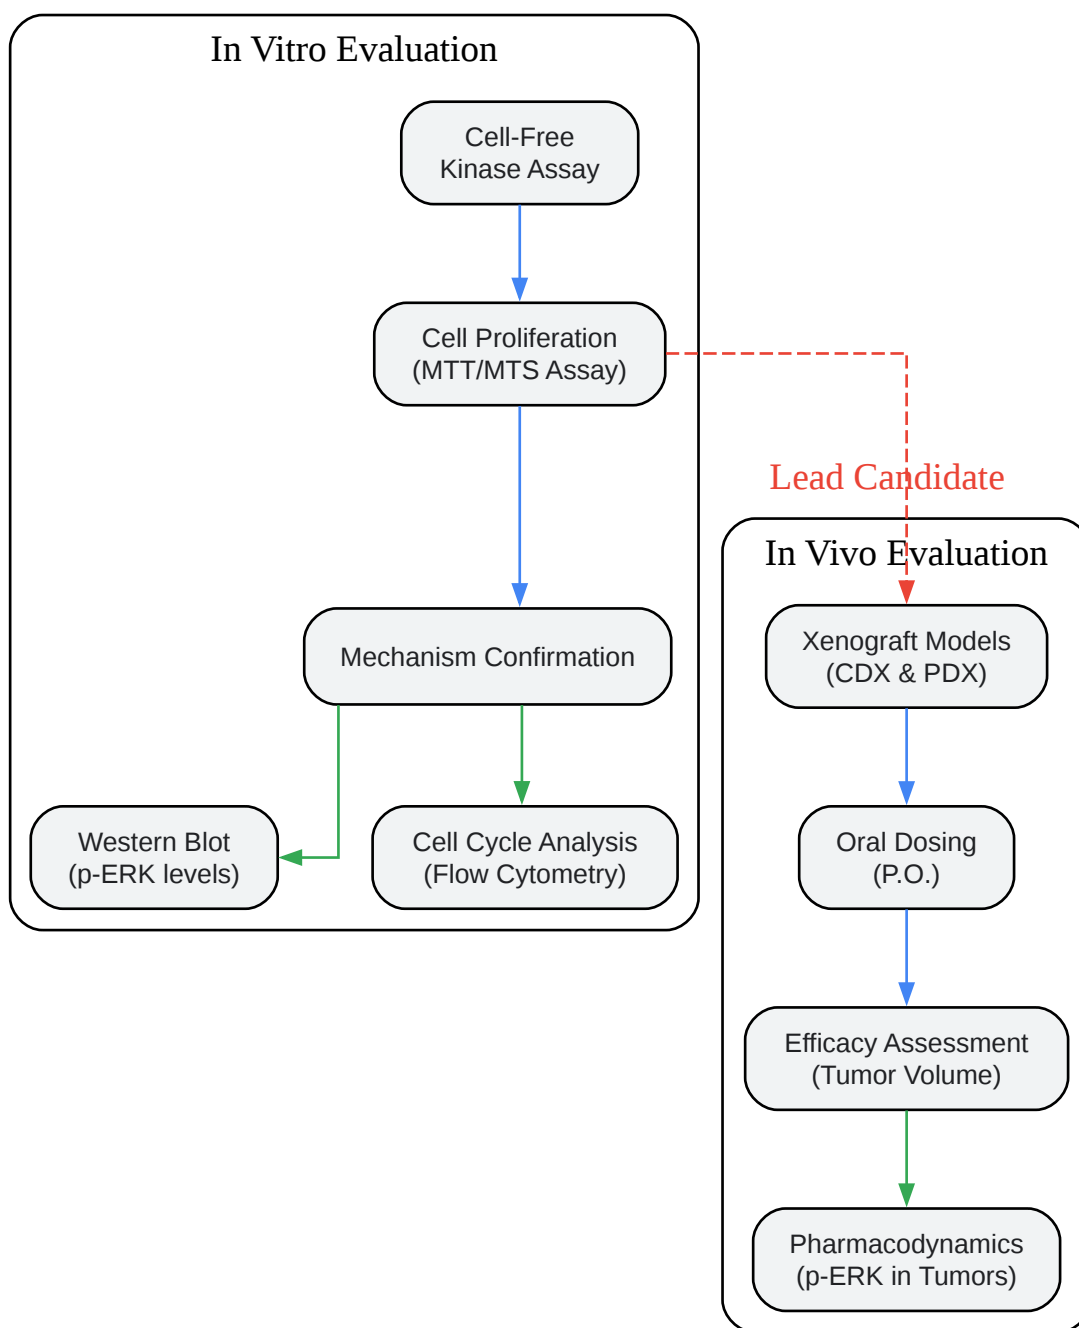 In Vitro Evaluation
Cell-Free
Kinase Assay
Cell Proliferation
(MTT/MTS Assay)
Mechanism Confirmation
Western Blot
(p-ERK levels)
Cell Cycle Analysis
(Flow Cytometry)
Lead Candidate
In Vivo Evaluation
Xenograft Models
(CDX & PDX)
Oral Dosing
(P.O.)
Efficacy Assessment
(Tumor Volume)
Pharmacodynamics
(p-ERK in Tumors)